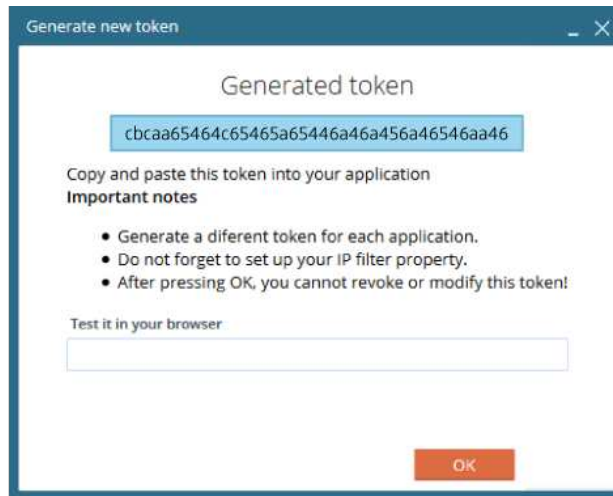 Generate new token
Generated token
cbcaa65464c65465a65446a46a456a46546aa46
Copy and paste this token into your application
Important notes
• Generate a diferent token for each application.
• Do not forget to set up your IP filter property.
• After pressing OK, you cannot revoke or modify this token!
Test it in your browser
OK